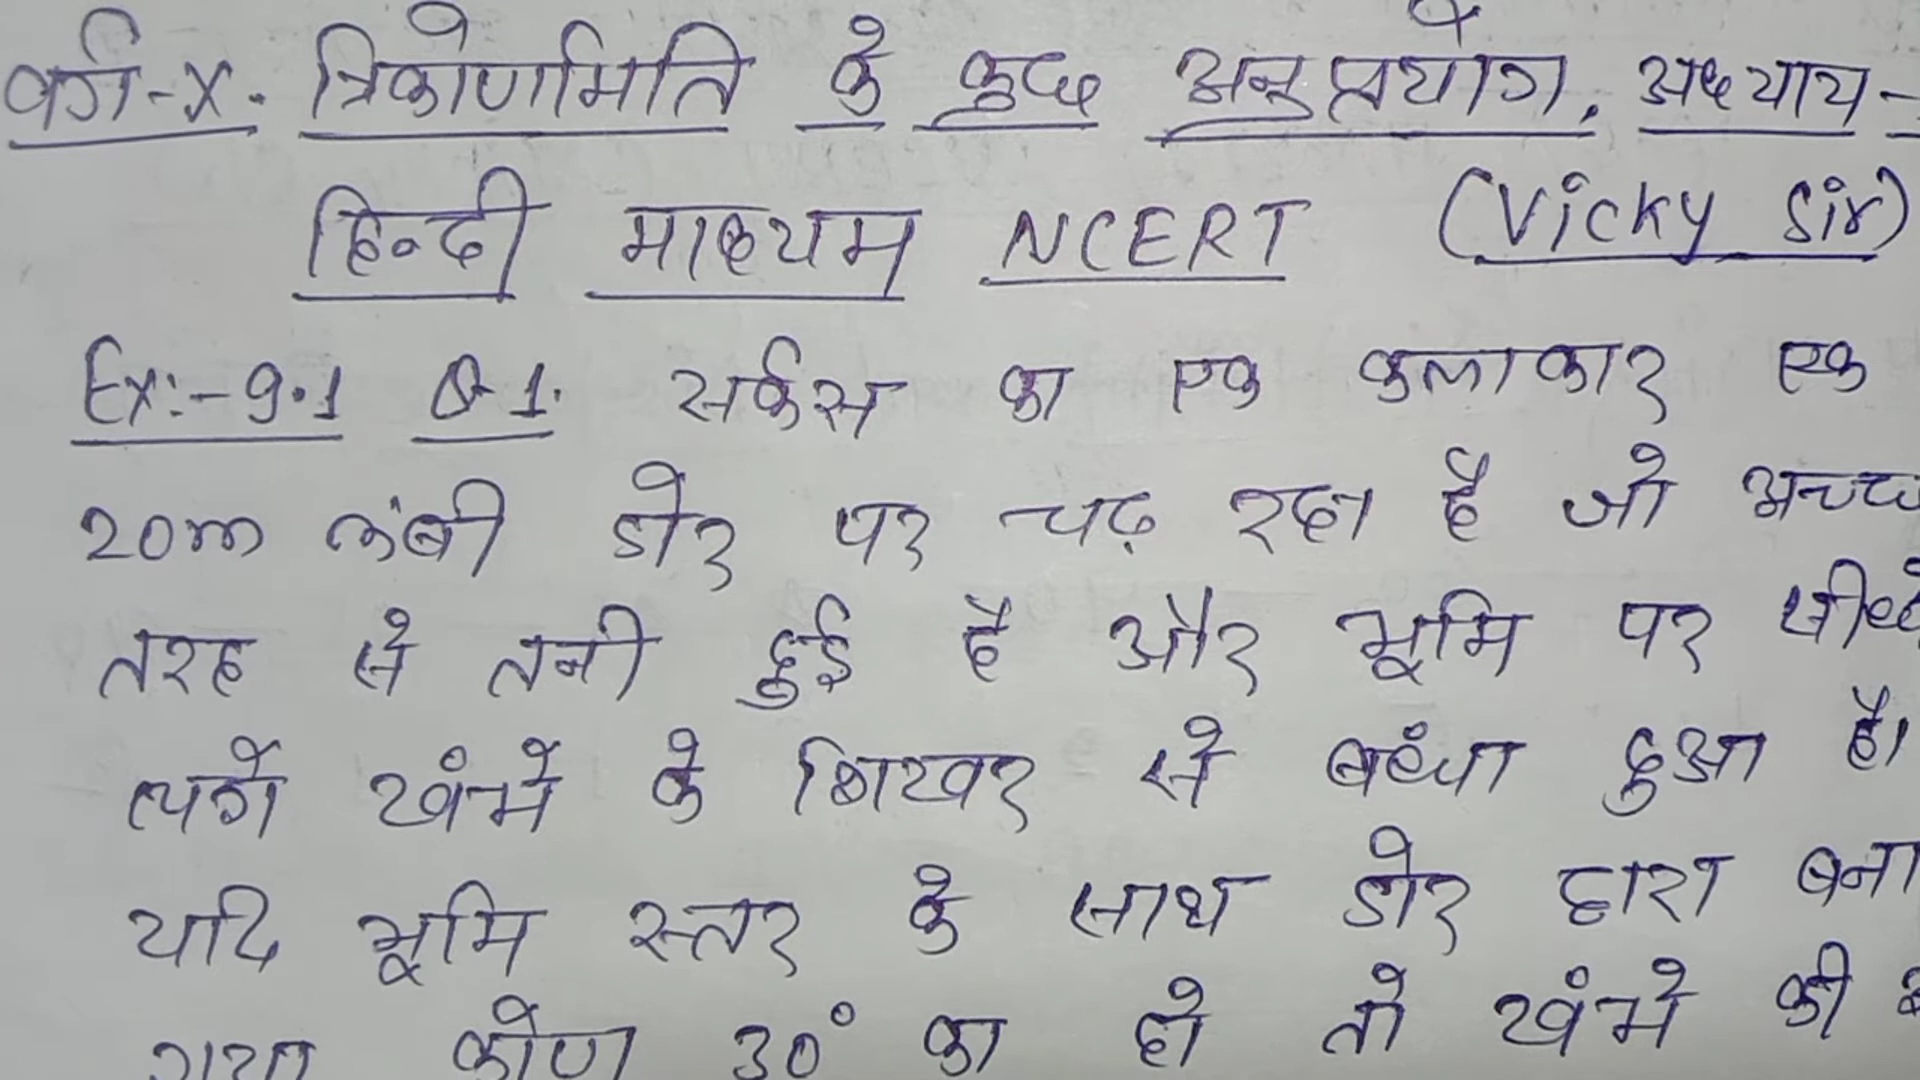 वर्ग-X. त्रिकोणमिति के कुछ अनुप्रयोग. अध्याय-
हिन्दी माध्यम NCERT (Vicky Sir)
Ex:-9.1 Q-1. सर्कस का एक कलाकार एक
20m लंबी डोर पर चढ़ रहा है जो अच्छ
तरह से तनी हुई है और भूमि पर सीधे
लगे खंभे के शिखर से बंधा हुआ है।
यदि भूमि स्तर के साथ डोर द्वारा बना
गया कोण 30° का हो तो खंभे की